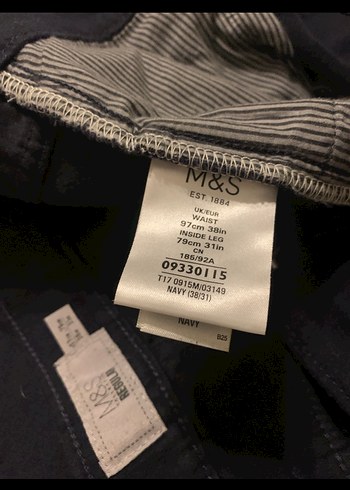 M&S
EST. 1884
UK/EUR
WAIST
97cm 38in
INSIDE LEG
79cm 31in
CN
185/92A
09330115
T17 0915M/03149
NAVY (38/31)
NAVY
B25
M&S
REGULAR